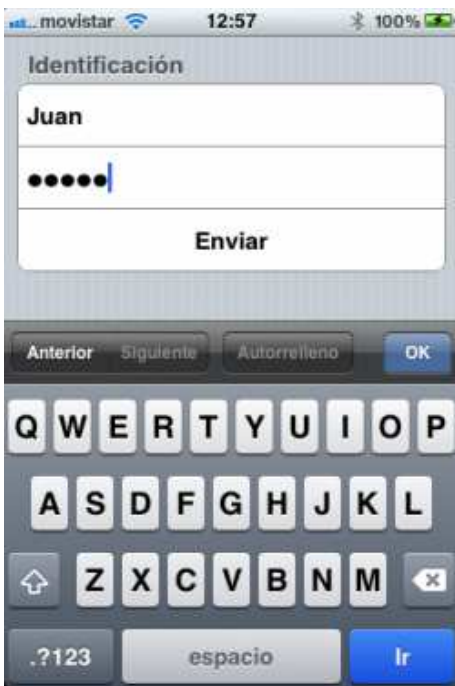 movistar 12:57 100%
Identificación
Juan
•••••
Enviar
Anterior Siguiente Autorrelleno OK
Q W E R T Y U I O P
A S D F G H J K L
Z X C V B N M
.?123 espacio Ir